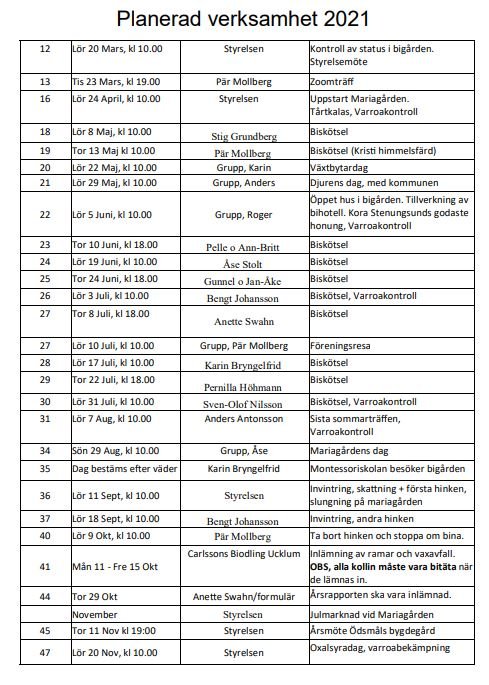 Planerad verksamhet 2021
12 Lör 20 Mars, kl 10.00 Styrelsen Kontroll av status i bigården.
Styrelsemöte
13 Tis 23 Mars, kl 19.00 Pär Mollberg Zoomträff
16 Lör 24 April, kl 10.00 Styrelsen Uppstart Mariagården.
Tårtkalas, Varroakontroll
18 Lör 8 Maj, kl 10.00 Stig Grundberg Biskötsel
19 Tor 13 Maj kl 10.00 Pär Mollberg Biskötsel (Kristi himmelsfärd)
20 Lör 22 Maj, kl 10.00 Grupp, Karin Växtbytardag
21 Lör 29 Maj, kl 10.00 Grupp, Anders Djurens dag, med kommunen
22 Lör 5 Juni, kl 10.00 Grupp, Roger Öppet hus i bigården. Tillverkning av
bihotell. Kora Stenungsunds godaste
honung, Varroakontroll
23 Tor 10 Juni, kl 18.00 Pelle o Ann-Britt Biskötsel
24 Lör 19 Juni, kl 10.00 Åse Stolt Biskötsel
25 Tor 24 Juni, kl 18.00 Gunnel o Jan-Åke Biskötsel
26 Lör 3 Juli, kl 10.00 Bengt Johansson Biskötsel, Varroakontroll
27 Tor 8 Juli, kl 18.00 Anette Swahn Biskötsel
27 Lör 10 Juli, kl 10.00 Grupp, Pär Mollberg Föreningsresa
28 Lör 17 Juli, kl 10.00 Karin Bryngelfrid Biskötsel
29 Tor 22 Juli, kl 18.00 Pernilla Höhmann Biskötsel
30 Lör 31 Juli, kl 10.00 Sven-Olof Nilsson Biskötsel, Varroakontroll
31 Lör 7 Aug, kl 10.00 Anders Antonsson Sista sommarträffen,
Varroakontroll
34 Sön 29 Aug, kl 10.00 Grupp, Åse Mariagårdens dag
35 Dag bestäms efter väder Karin Bryngelfrid Montessoriskolan besöker bigården
36 Lör 11 Sept, kl 10.00 Styrelsen Invintring, skattning + första hinken,
slungning på mariagården
37 Lör 18 Sept, kl 10.00 Bengt Johansson Invintring, andra hinken
40 Lör 9 Okt, kl 10.00 Pär Mollberg Ta bort hinken och stoppa om bina.
41 Mån 11 - Fre 15 Okt Carlssons Biodling Ucklum Inlämning av ramar och vaxavfall.
OBS, alla kollin måste vara bitäta när
de lämnas in.
44 Tor 29 Okt Anette Swahn/formulär Årsrapporten ska vara inlämnad.
November Styrelsen Julmarknad vid Mariagården
45 Tor 11 Nov kl 19:00 Styrelsen Årsmöte Ödsmåls bygdegård
47 Lör 20 Nov, kl 10.00 Styrelsen Oxalsyradag, varroabekämpning